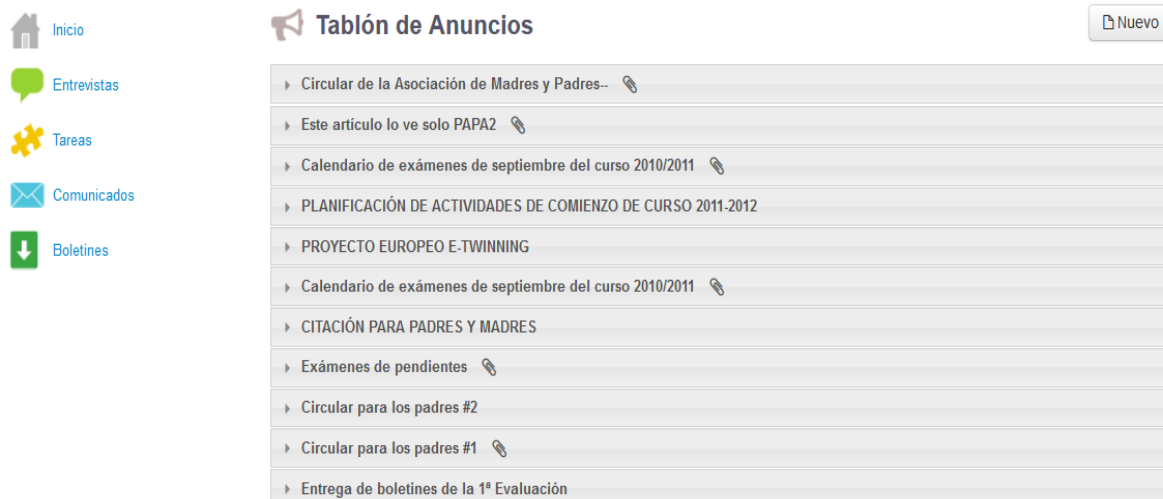 Inicio
Entrevistas
Tareas
Comunicados
Boletines
Tablón de Anuncios
Nuevo
Circular de la Asociación de Madres y Padres--
Este artículo lo ve solo PAPA2
Calendario de exámenes de septiembre del curso 2010/2011
PLANIFICACIÓN DE ACTIVIDADES DE COMIENZO DE CURSO 2011-2012
PROYECTO EUROPEO E-TWINNING
Calendario de exámenes de septiembre del curso 2010/2011
CITACIÓN PARA PADRES Y MADRES
Exámenes de pendientes
Circular para los padres #2
Circular para los padres #1
Entrega de boletines de la 1ª Evaluación